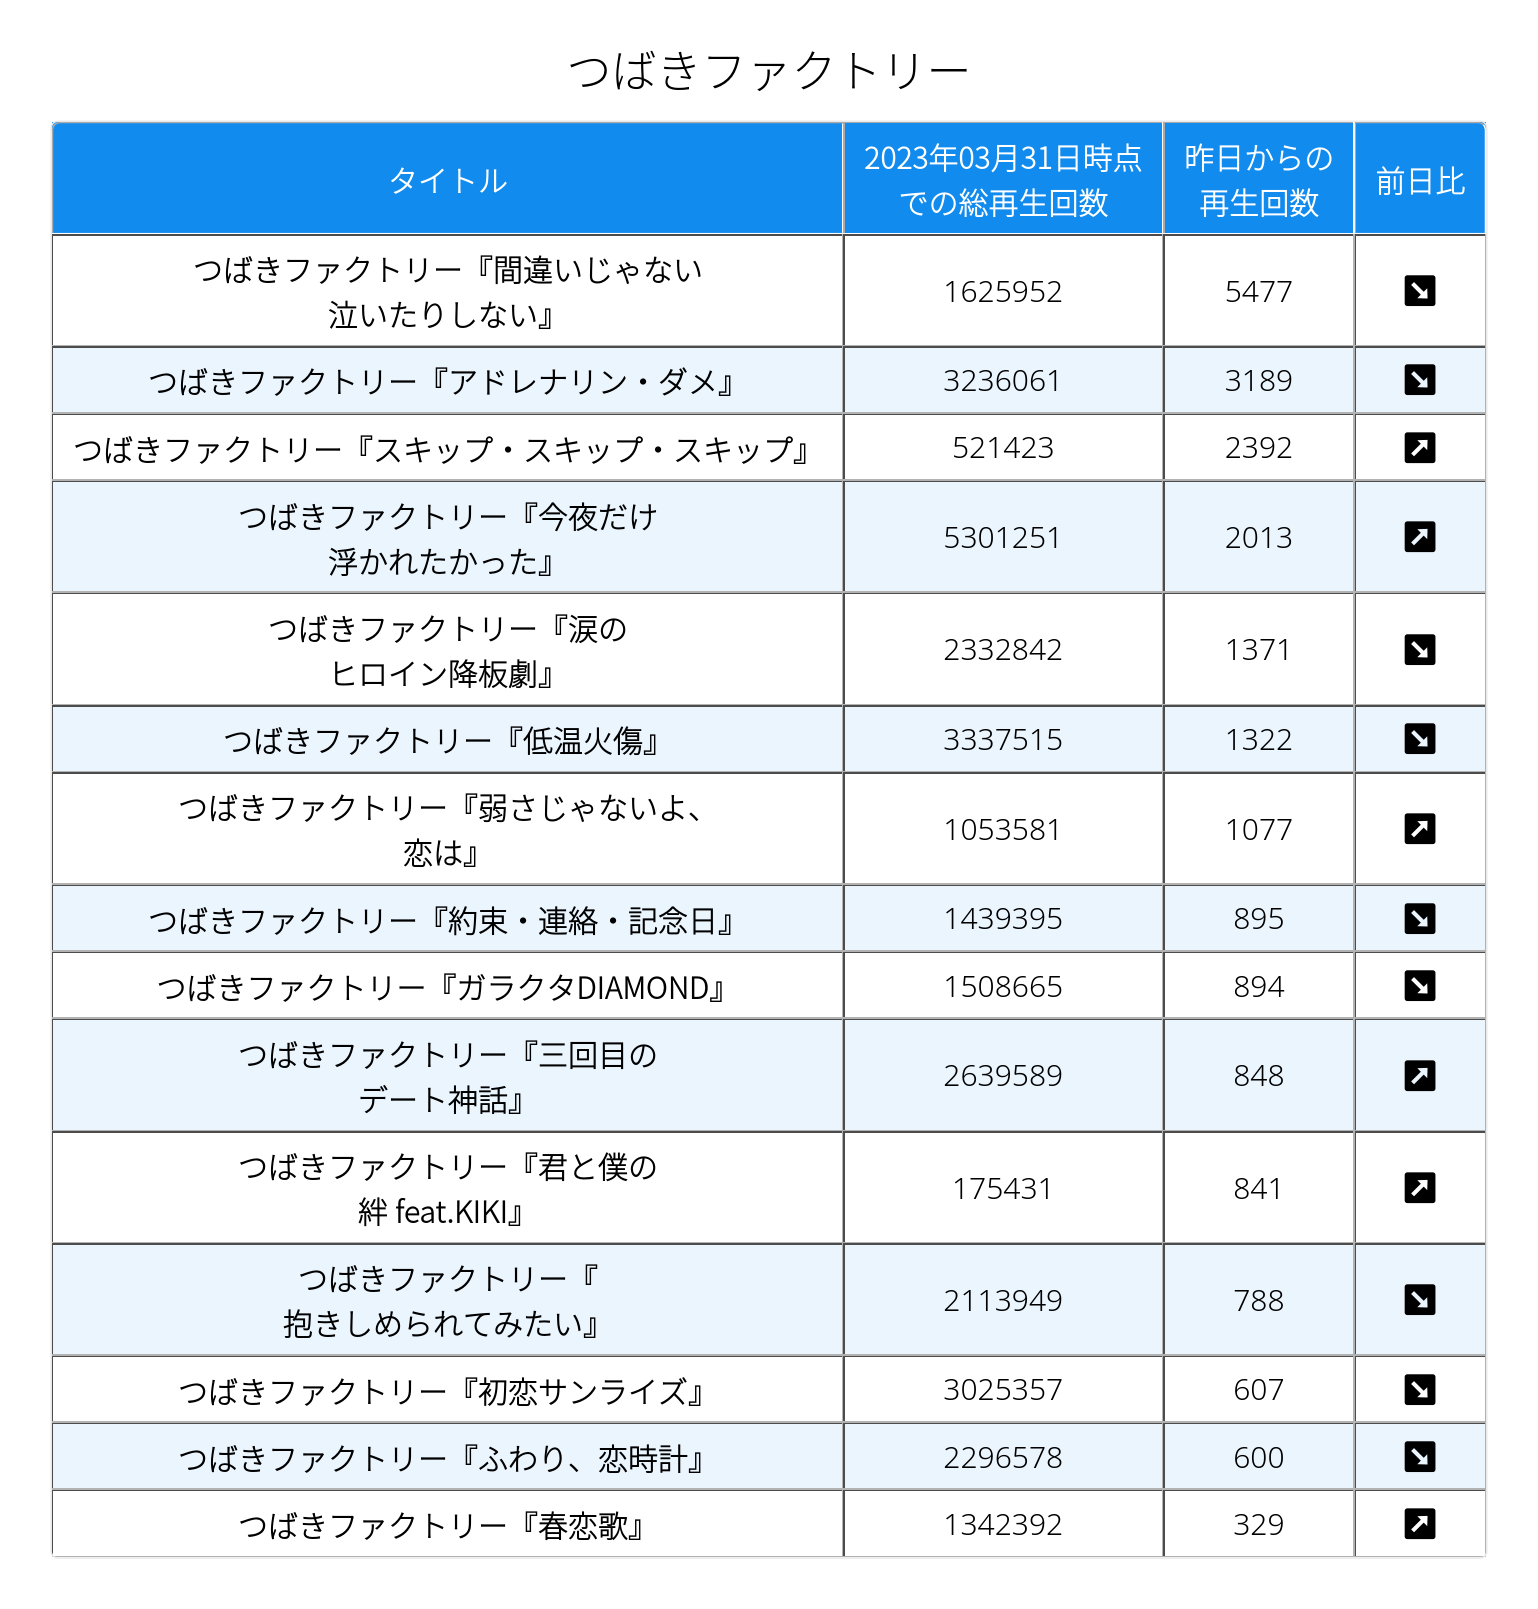 つばきファクトリー
タイトル
2023年03月31日時点
での総再生回数
昨日からの
再生回数
前日比
つばきファクトリー『間違いじゃない
泣いたりしない』
1625952
5477
つばきファクトリー『アドレナリン・ダメ』
3236061
3189
つばきファクトリー『スキップ・スキップ・スキップ』
521423
2392
つばきファクトリー『今夜だけ
浮かれたかった』
5301251
2013
つばきファクトリー『涙の
ヒロイン降板劇』
2332842
1371
つばきファクトリー『低温火傷』
3337515
1322
つばきファクトリー『弱さじゃないよ、
恋は』
1053581
1077
つばきファクトリー『約束・連絡・記念日』
1439395
895
つばきファクトリー『ガラクタDIAMOND』
1508665
894
つばきファクトリー『三回目の
デート神話』
2639589
848
つばきファクトリー『君と僕の
絆 feat.KIKI』
175431
841
つばきファクトリー『
抱きしめられてみたい』
2113949
788
つばきファクトリー『初恋サンライズ』
3025357
607
つばきファクトリー『ふわり、恋時計』
2296578
600
つばきファクトリー『春恋歌』
1342392
329